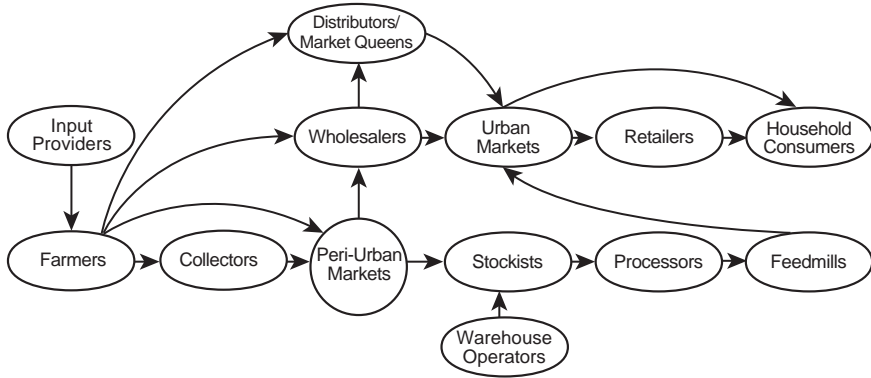 Distributors/
Market Queens
Input
Providers
Wholesalers
Urban
Markets
Retailers
Household
Consumers
Farmers
Collectors
Peri-Urban
Markets
Stockists
Processors
Feedmills
Warehouse
Operators